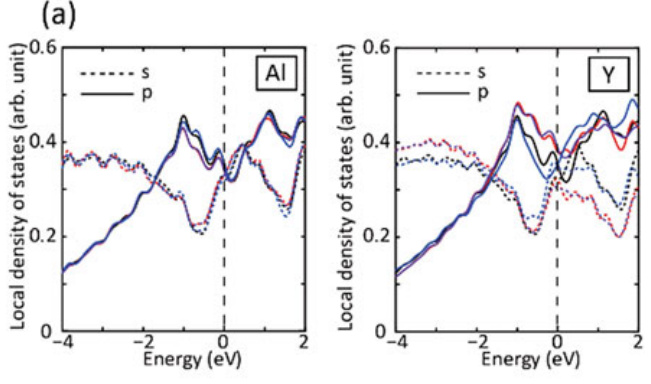 (a)
Local density of states (arb. unit)
0.6
0.4
0.2
0
s
p
Al
−4
−2
0
1
2
Energy (eV)
Local density of states (arb. unit)
0.6
0.4
0.2
0
s
p
Y
−4
−2
0
1
2
Energy (eV)